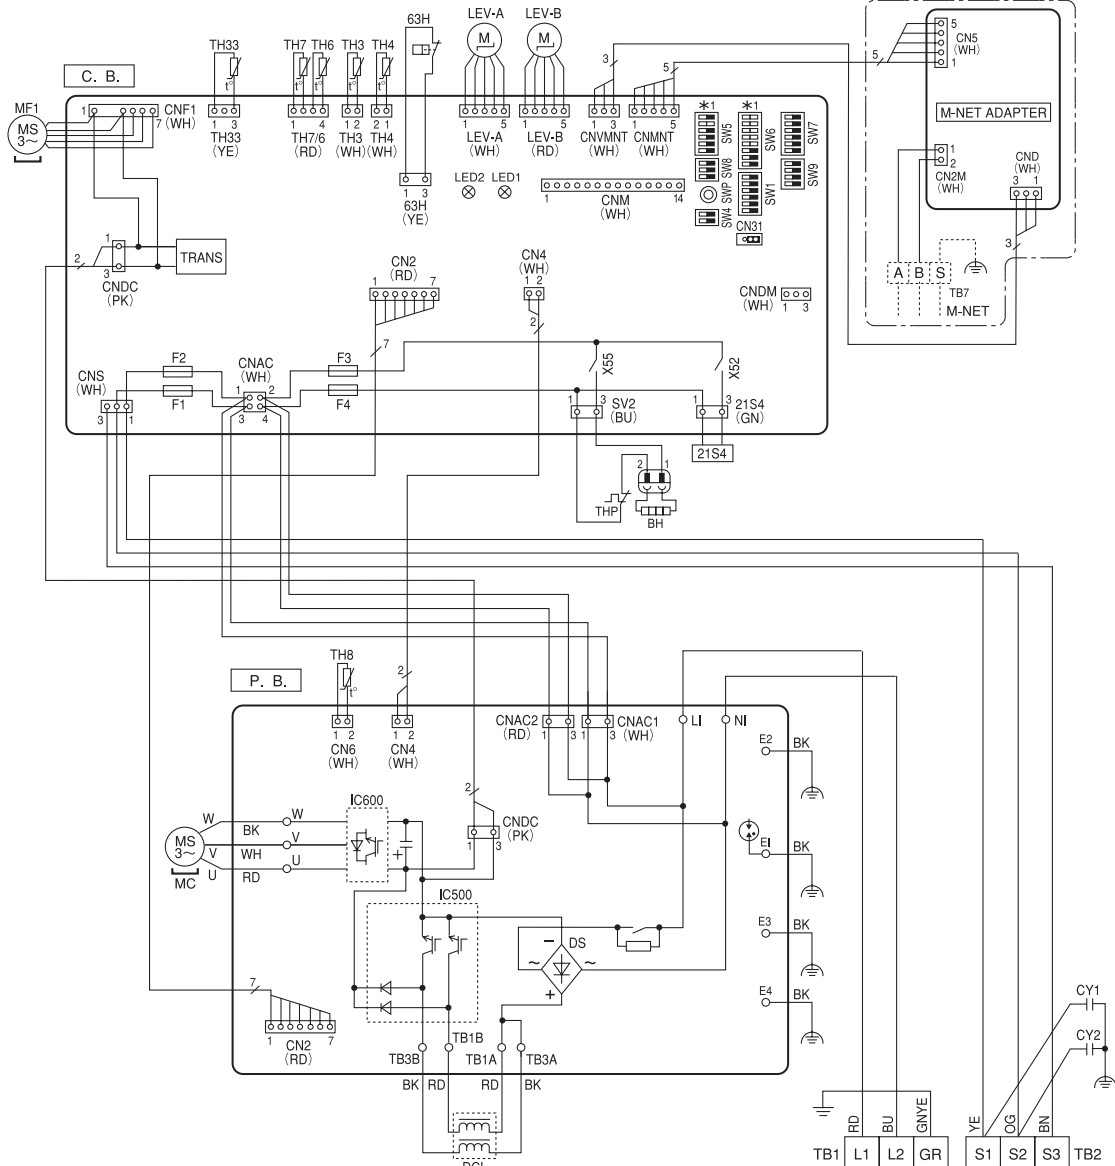 63H LEV-A LEV-B
M M
5
CN5
(WH)
1
5
3
5
TH33 TH7 TH6 TH3 TH4
t° t° t° t°
C. B.
M-NET ADAPTER
MF1
MS
3~
1 7 CNF1
(WH)
1 3
TH33
(YE)
1 4
TH7/6
(RD)
1 2
TH3
(WH)
2 1
TH4
(WH)
1 5
LEV-A
(WH)
1 5
LEV-B
(RD)
1 3
CNVMNT
(WH)
1 5
CNMNT
(WH)
*1 *1
SW5 SW6 SW7
SW8 SW9
SWP SW1
SW4
CN31
1
2
CN2M
(WH)
CND
(WH)
3 1
3
LED2 LED1
1 3
63H
(YE)
1 14
CNM
(WH)
A B S
TB7
M-NET
2
1
3
CNDC
(PK)
TRANS
CN2
(RD)
1 7
CN4
(WH)
1 2
2
CNDM
(WH) 1 3
7
F2 F3
F1 F4
CNS
(WH)
3 1
CNAC
(WH)
1 2
3 4
X55 X52
1 3 SV2
(BU)
1 3 21S4
(GN)
21S4
2 1
THP
BH
P. B.
TH8
t°
2
1 2
CN6
(WH)
1 2
CN4
(WH)
CNAC2
(RD) 1 3
1 3 CNAC1
(WH)
LI NI
E2 BK
2
IC600
W W
BK
V V
WH
U U
RD
MS
3~
MC
+
CNDC
(PK)
1 3
E1 BK
IC500
E3 BK
DS
− ~ ~ +
E4 BK
7
1 7
CN2
(RD)
TB3B TB1B TB1A TB3A
BK RD RD BK
DCL
CY1
CY2
RD BU GNYE YE OG BN
TB1 L1 L2 GR S1 S2 S3 TB2